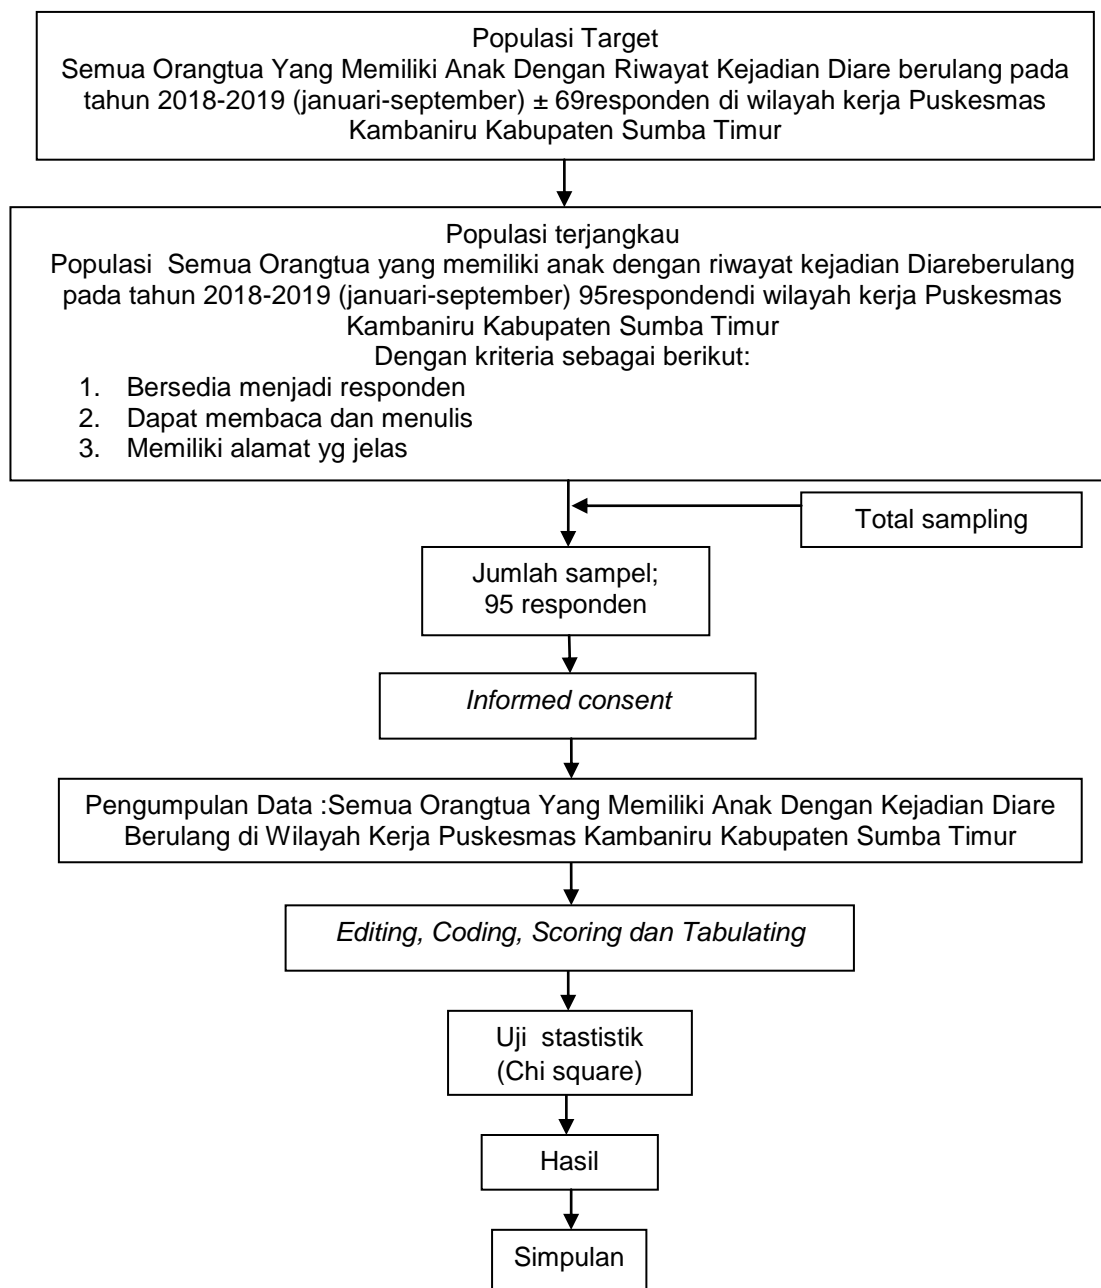 Populasi Target
Semua Orangtua Yang Memiliki Anak Dengan Riwayat Kejadian Diare berulang pada
tahun 2018-2019 (januari-september) ± 69responden di wilayah kerja Puskesmas
Kambaniru Kabupaten Sumba Timur
Populasi terjangkau
Populasi Semua Orangtua yang memiliki anak dengan riwayat kejadian Diareberulang
pada tahun 2018-2019 (januari-september) 95respondendi wilayah kerja Puskesmas
Kambaniru Kabupaten Sumba Timur
Dengan kriteria sebagai berikut:
1. Bersedia menjadi responden
2. Dapat membaca dan menulis
3. Memiliki alamat yg jelas
Total sampling
Jumlah sampel;
95 responden
Informed consent
Pengumpulan Data :Semua Orangtua Yang Memiliki Anak Dengan Kejadian Diare
Berulang di Wilayah Kerja Puskesmas Kambaniru Kabupaten Sumba Timur
Editing, Coding, Scoring dan Tabulating
Uji stastistik
(Chi square)
Hasil
Simpulan